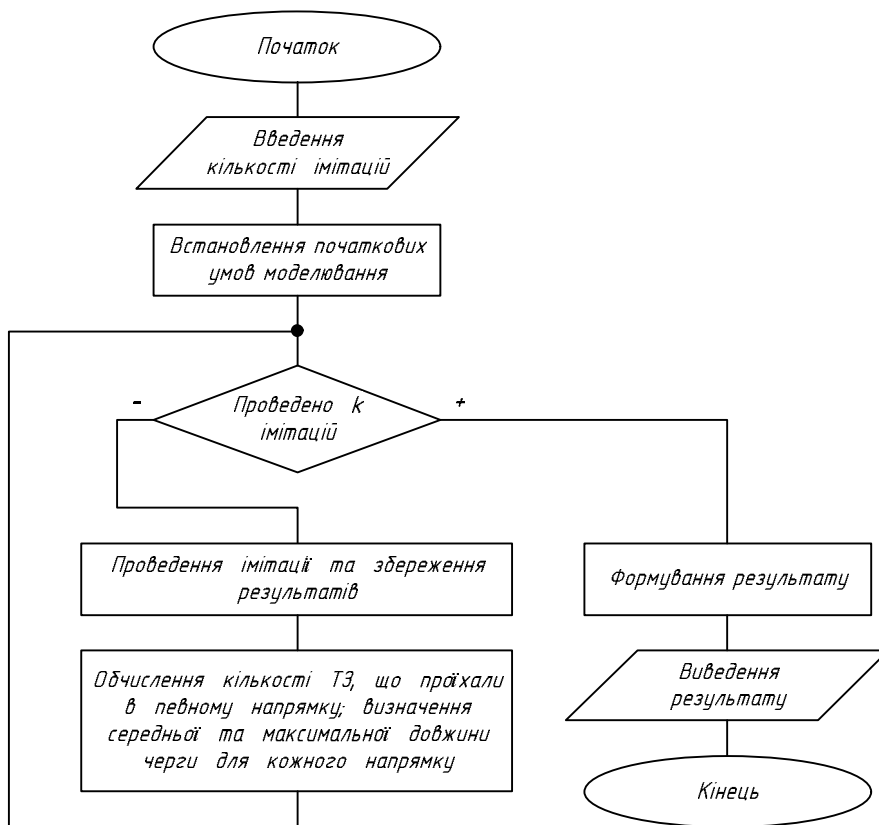 Початок
Введення
кількості імітацій
Встановлення початкових
умов моделювання
Проведено k
імітацій
-
+
Проведення імітації та збереження
результатів
Обчислення кількості ТЗ, що проїхали
в певному напрямку; визначення
середньої та максимальної довжини
черги для кожного напрямку
Формування результату
Виведення
результату
Кінець